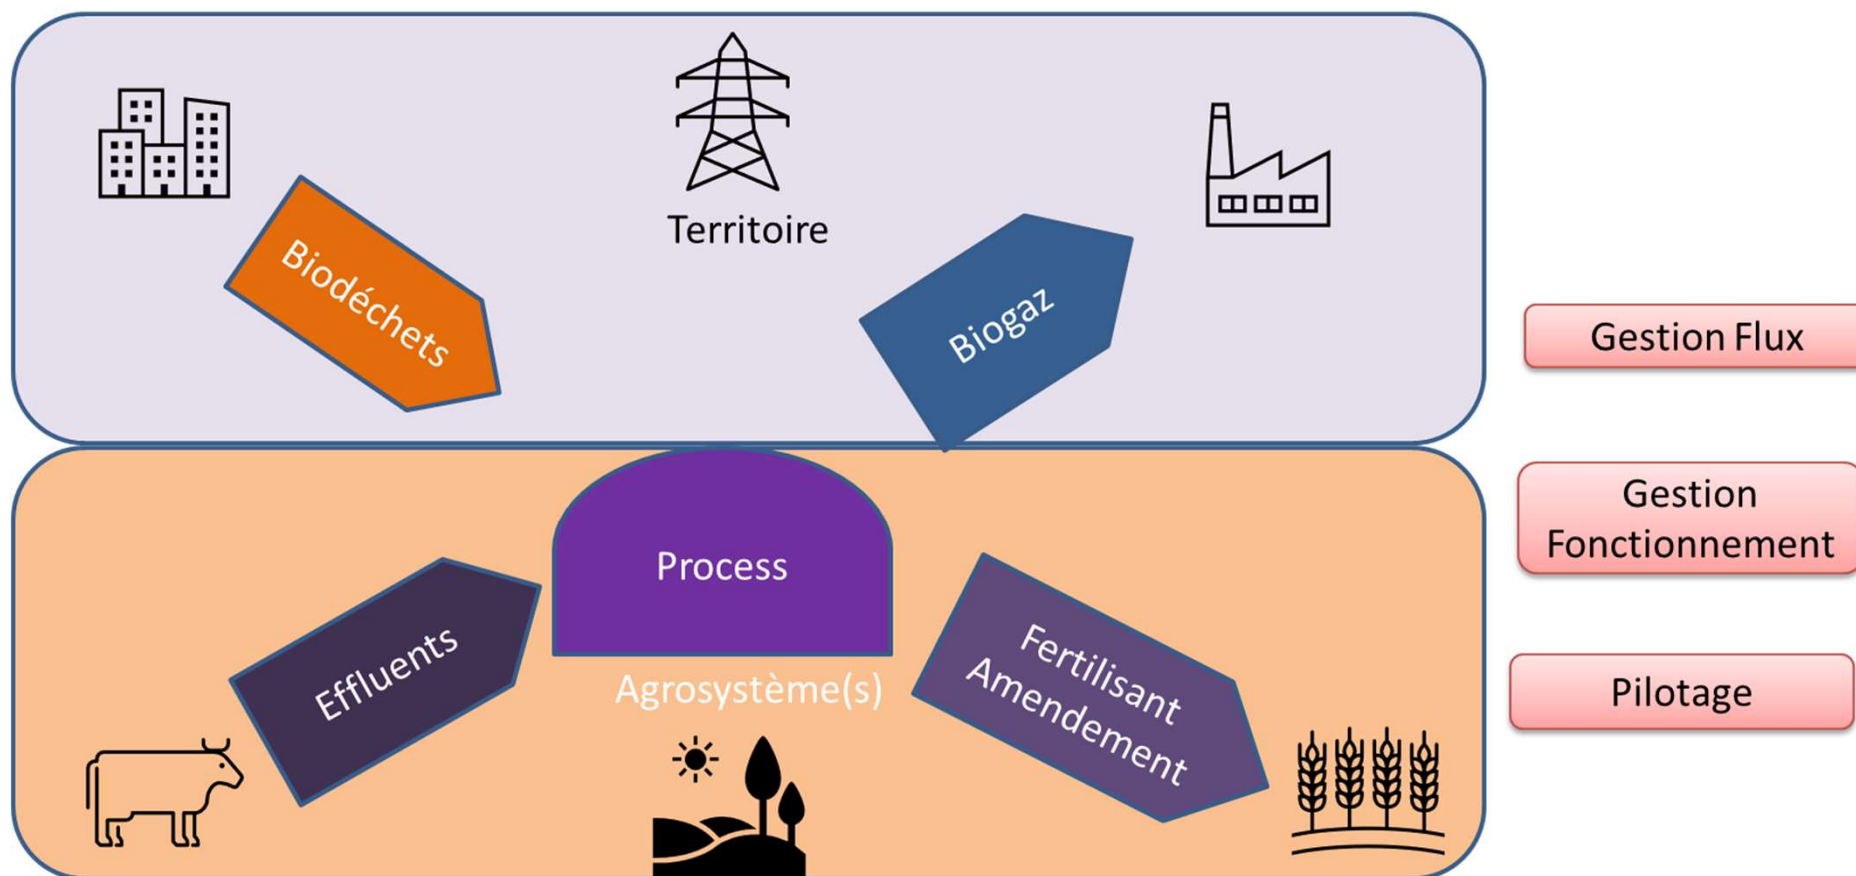 Territoire
Biodéchets
Biogaz
Gestion Flux
Process
Gestion
Fonctionnement
Effluents
Agrosystème(s)
Fertilisant
Amendement
Pilotage